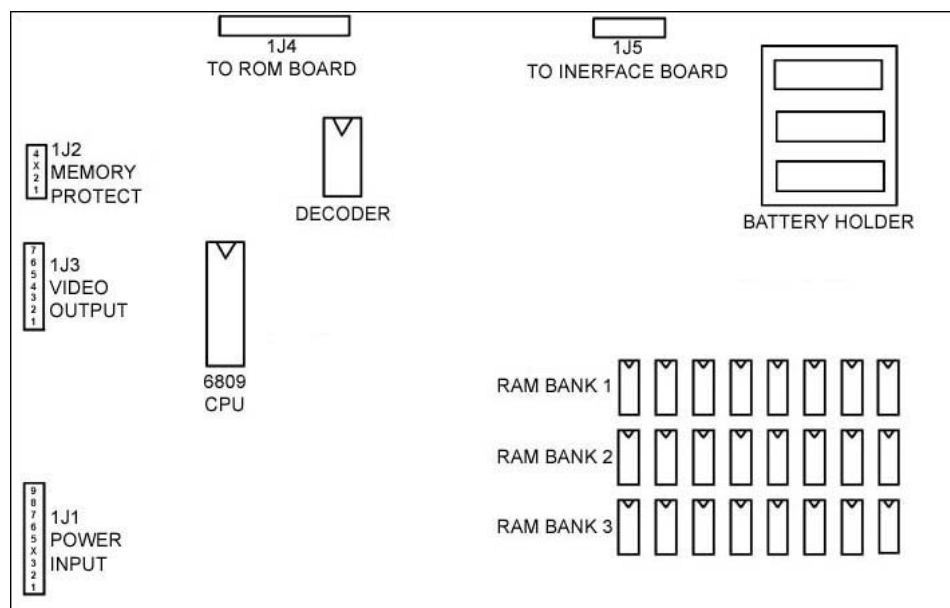 1J4
TO ROM BOARD
1J5
TO INERFACE BOARD
4
X
2
1
1J2
MEMORY
PROTECT
DECODER
BATTERY HOLDER
7
6
5
4
3
2
1
1J3
VIDEO
OUTPUT
6809
CPU
RAM BANK 1
RAM BANK 2
RAM BANK 3
9
8
7
6
5
X
3
2
1
1J1
POWER
INPUT